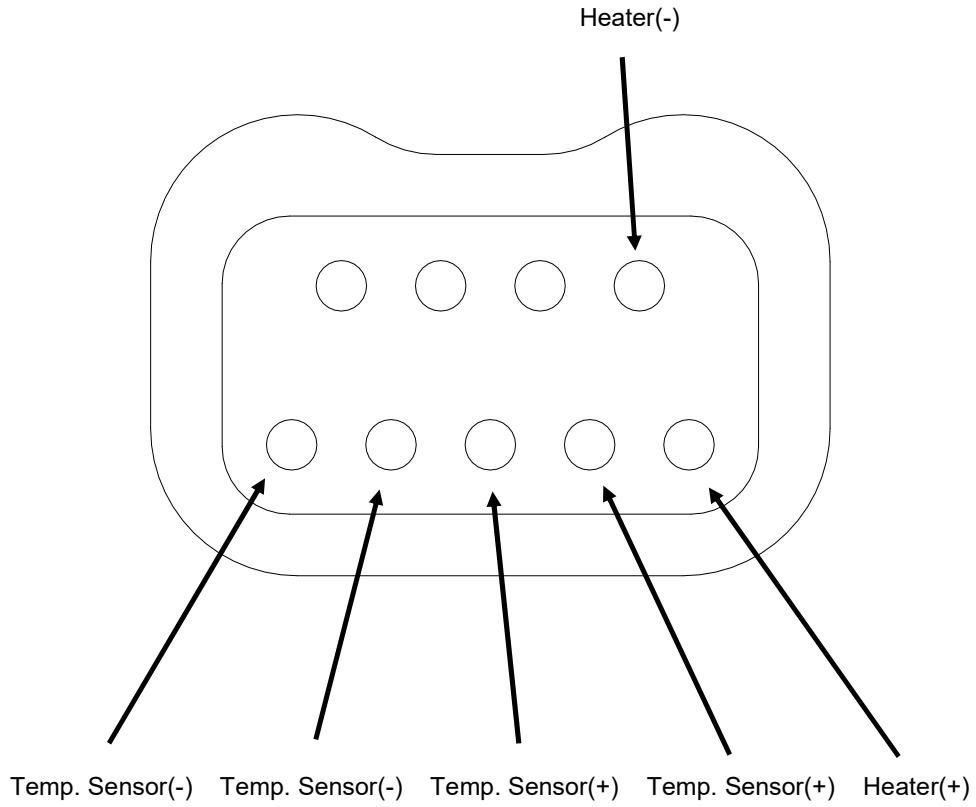 Heater(-)
Temp. Sensor(-) Temp. Sensor(-) Temp. Sensor(+) Temp. Sensor(+) Heater(+)